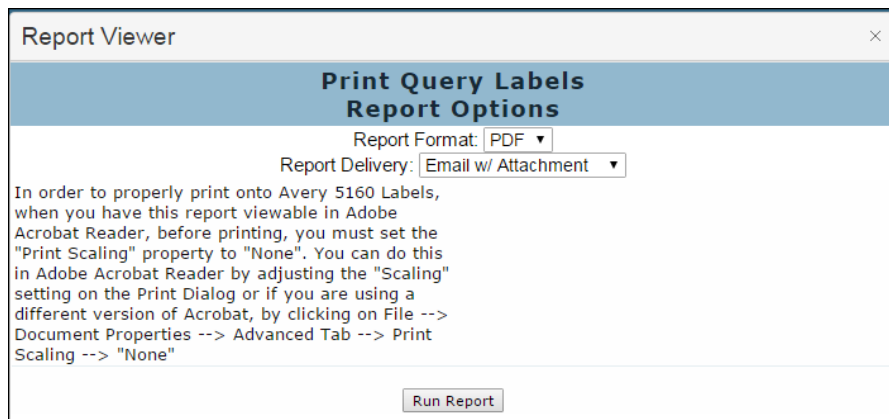 Report Viewer
Print Query Labels
Report Options
Report Format: PDF
Report Delivery: Email w/ Attachment
In order to properly print onto Avery 5160 Labels,
when you have this report viewable in Adobe
Acrobat Reader, before printing, you must set the
"Print Scaling" property to "None". You can do this
in Adobe Acrobat Reader by adjusting the "Scaling"
setting on the Print Dialog or if you are using a
different version of Acrobat, by clicking on File -->
Document Properties --> Advanced Tab --> Print
Scaling --> "None"
Run Report